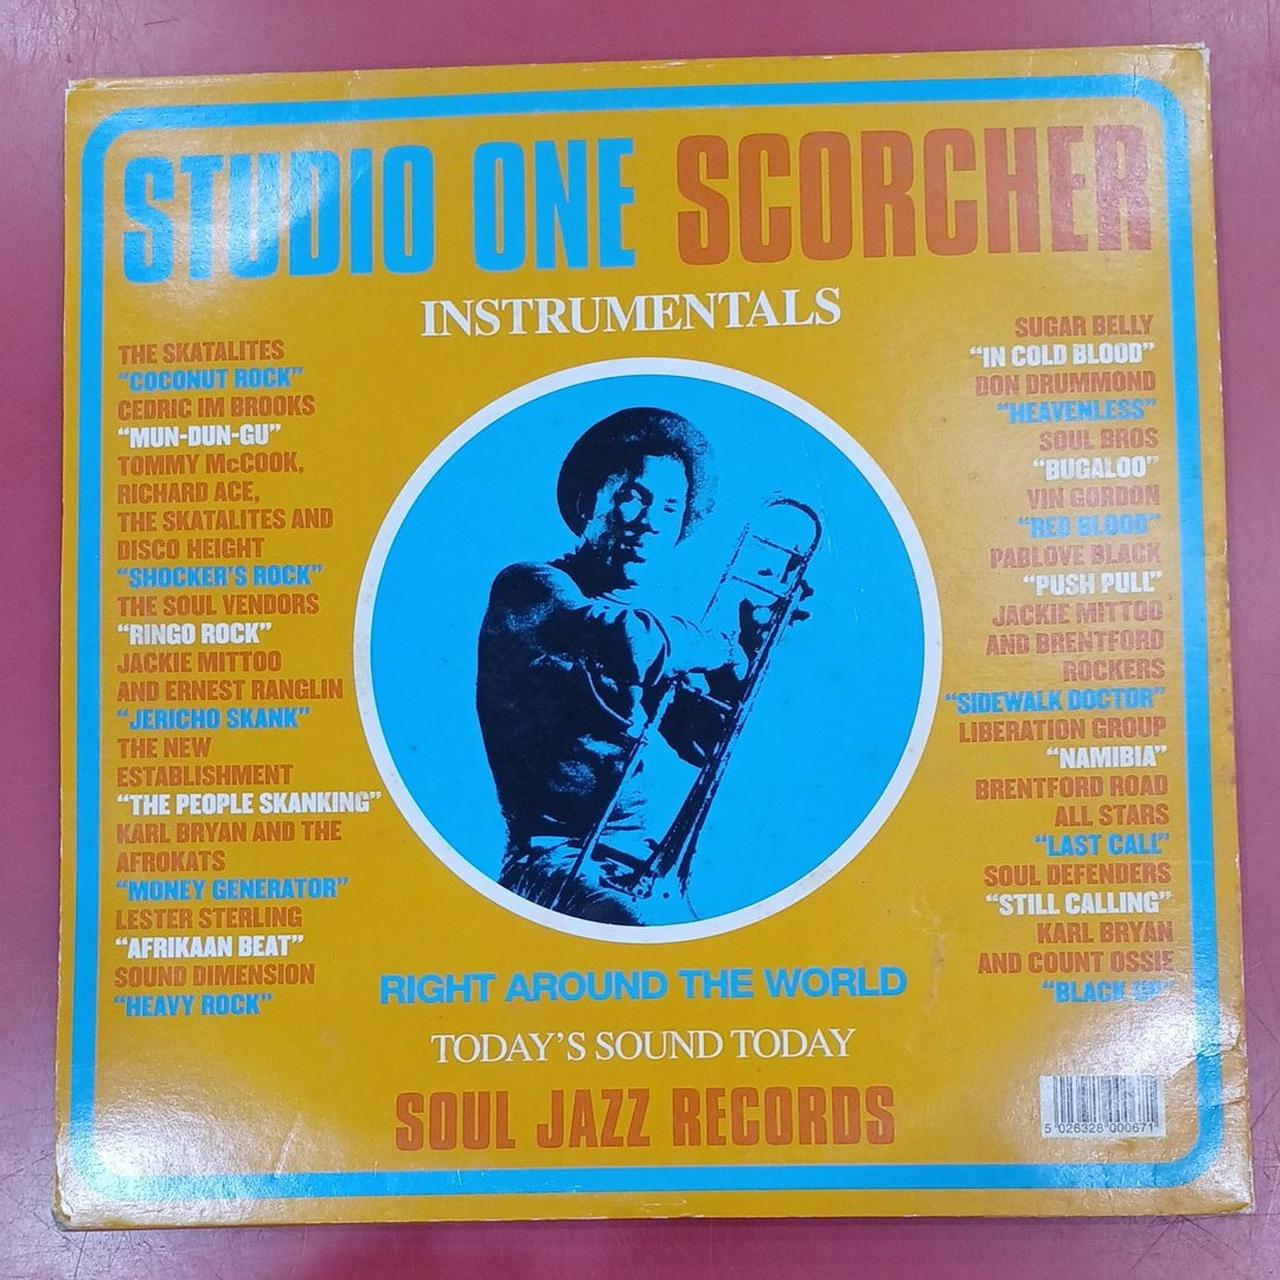 STUDIO ONE SCORCHER
INSTRUMENTALS
THE SKATALITES
“COCONUT ROCK”
CEDRIC IM BROOKS
“MUN-DUN-GU”
TOMMY McCOOK,
RICHARD ACE,
THE SKATALITES AND
DISCO HEIGHT
“SHOCKER'S ROCK”
THE SOUL VENDORS
“RINGO ROCK”
JACKIE MITTOO
AND ERNEST RANGLIN
“JERICHO SKANK”
THE NEW
ESTABLISHMENT
“THE PEOPLE SKANKING”
KARL BRYAN AND THE
AFROKATS
“MONEY GENERATOR”
LESTER STERLING
“AFRIKAAN BEAT”
SOUND DIMENSION
“HEAVY ROCK”
SUGAR BELLY
“IN COLD BLOOD”
DON DRUMMOND
“HEAVENLESS”
SOUL BROS
“BUGALOO”
VIN GORDON
“RED BLOOD”
PABLOVE BLACK
“PUSH PULL”
JACKIE MITTOO
AND BRENTFORD
ROCKERS
“SIDEWALK DOCTOR”
LIBERATION GROUP
“NAMIBIA”
BRENTFORD ROAD
ALL STARS
“LAST CALL”
SOUL DEFENDERS
“STILL CALLING”
KARL BRYAN
AND COUNT OSSIE
“BLACK UP”
RIGHT AROUND THE WORLD
TODAY'S SOUND TODAY
SOUL JAZZ RECORDS
5 026328 000671